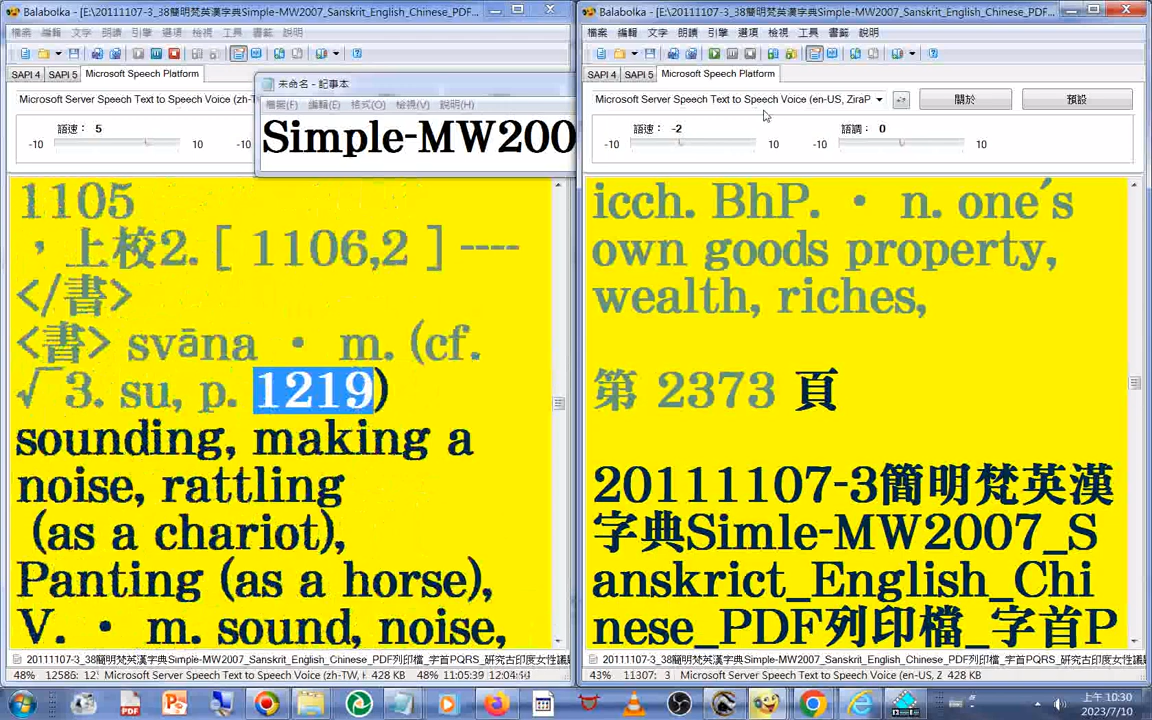 Balabolka - [E:\20111107-3_38簡明梵英漢字典Simple-MW2007_Sanskrit_English_Chinese_PDF...
檔案 編輯 文字 朗讀 引擎 選項 檢視 工具 書籤 說明
SAPI 4 SAPI 5 Microsoft Speech Platform
Microsoft Server Speech Text to Speech Voice (zh-T
語速： 5
-10 10 -10
未命名 - 記事本
檔案(F) 編輯(E) 格式(O) 檢視(V) 說明(H)
Simple-MW200
1105
，上校2. [ 1106,2 ] ----
</書>
<書> svāna • m. (cf.
√ 3. su, p. 1219)
sounding, making a
noise, rattling
(as a chariot),
Panting (as a horse),
V. • m. sound, noise,
20111107-3_38簡明梵英漢字典Simple-MW2007_Sanskrit_English_Chinese_PDF列印檔_字首PQRS_研究古印度女性議
48% 12586: 12 428 KB 11:05:39 12:04:54 Microsoft Server Speech Text to Speech Voice (zh-TW,
Balabolka - [E:\20111107-3_38簡明梵英漢字典Simple-MW2007_Sanskrit_English_Chinese_PDF...
檔案 編輯 文字 朗讀 引擎 選項 檢視 工具 書籤 說明
SAPI 4 SAPI 5 Microsoft Speech Platform
Microsoft Server Speech Text to Speech Voice (en-US, ZiraP 關於 預設
語速： -2 語調： 0
-10 10 -10 10
icch. BhP. • n. one's
own goods property,
wealth, riches,
第 2373 頁
20111107-3簡明梵英漢
字典Simle-MW2007_S
anskrict_English_Chi
nese_PDF列印檔_字首P
20111107-3_38簡明梵英漢字典Simple-MW2007_Sanskrit_English_Chinese_PDF列印檔_字首PQRS_研究古印度女性議
43% 11307: 3 428 KB Microsoft Server Speech Text to Speech Voice (en-US,
上午 10:30
2023/7/10